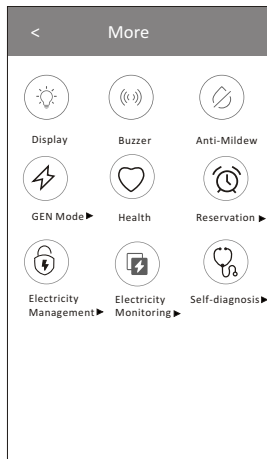 < More
Display Buzzer Anti-Mildew
GEN Mode▶ Health Reservation ▶
Electricity Electricity Self-diagnosis▶
Management▶ Monitoring ▶